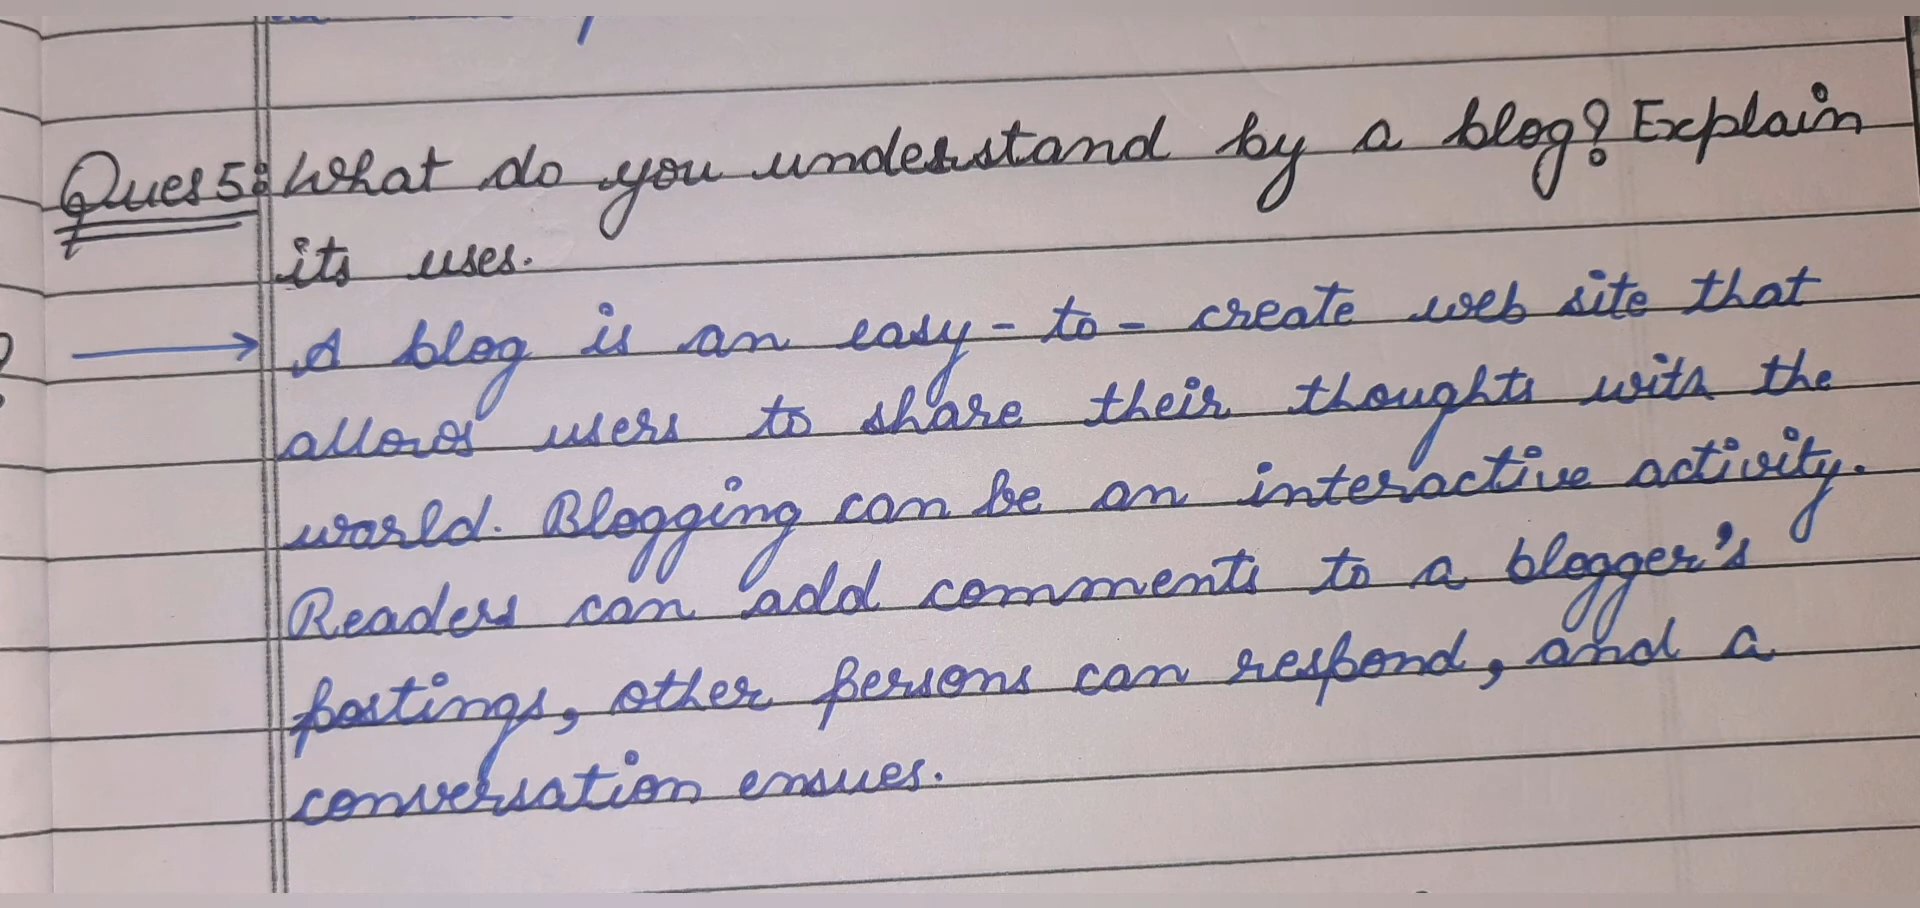 Ques 5: What do you understand by a blog? Explain
its uses.
→ A blog is an easy-to-create web site that
allows users to share their thoughts with the
world. Blogging can be an interactive activity.
Readers can add comments to a blogger's
postings, other persons can respond, and a
conversation ensues.